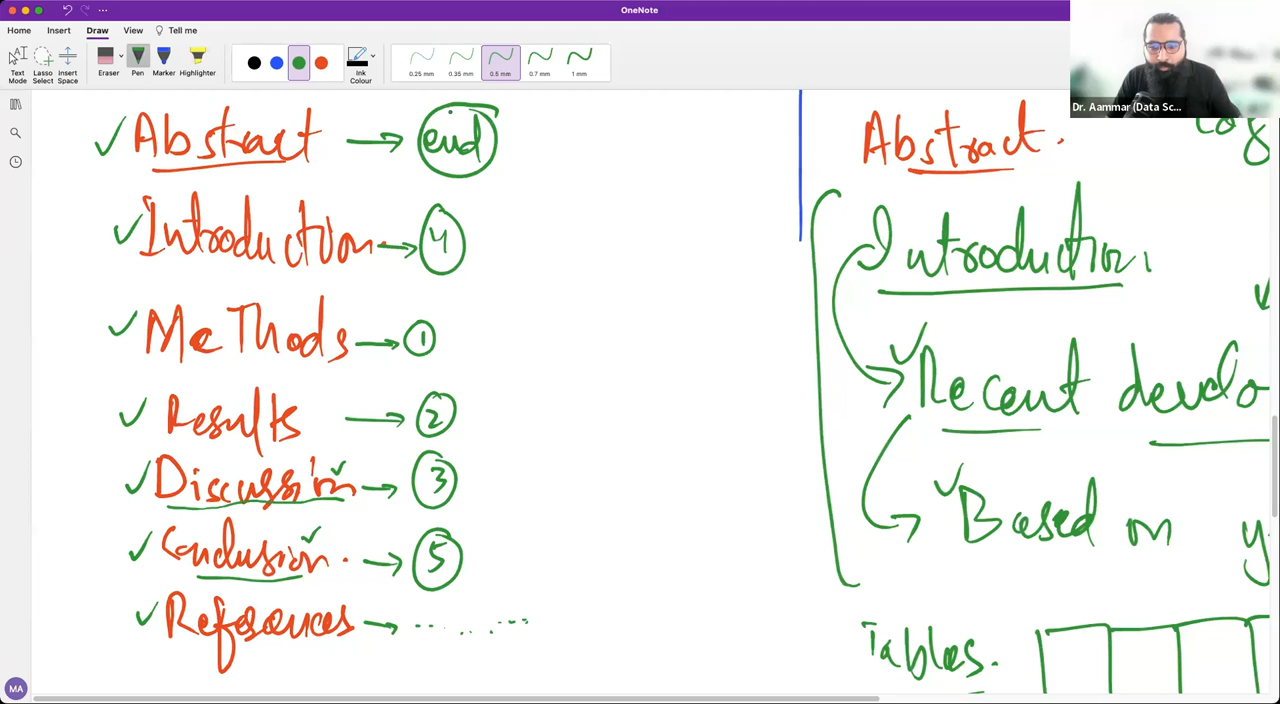 OneNote
Home Insert Draw View Tell me
Text Mode
Lasso Select
Insert Space
Eraser
Pen
Marker
Highlighter
Ink Colour
0.25 mm
0.35 mm
0.5 mm
0.7 mm
1 mm
Dr. Aammar (Data Sc...
✓ Abstract → end
✓ Introduction → 4
✓ Methods → 1
✓ Results → 2
✓ Discussion ✓ → 3
✓ Conclusion ✓ → 5
✓ References → ........
Abstract.
Introduction
✓ Recent develo
✓ Based on y
Tables.
MA